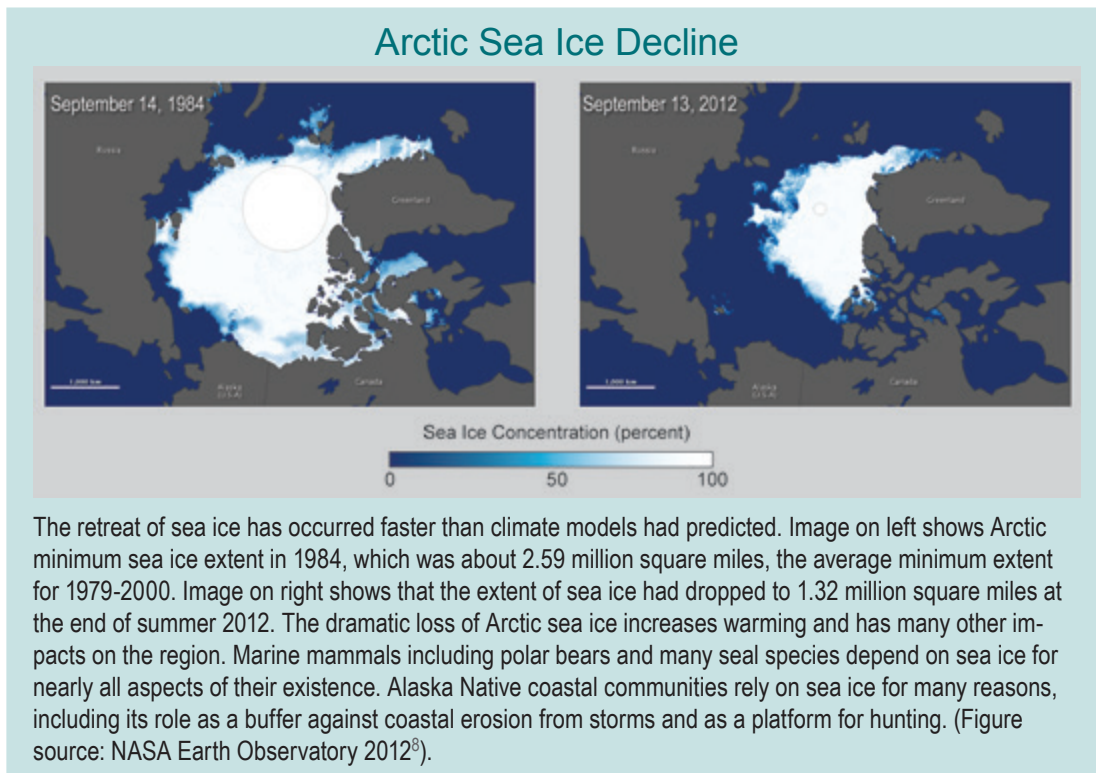 Arctic Sea Ice Decline
September 14, 1984
September 13, 2012
Russia
Russia
Greenland
Greenland
1,000 km
Alaska
(U.S.A)
Canada
1,000 km
Alaska
(U.S.A)
Canada
Sea Ice Concentration (percent)
0 50 100
The retreat of sea ice has occurred faster than climate models had predicted. Image on left shows Arctic
minimum sea ice extent in 1984, which was about 2.59 million square miles, the average minimum extent
for 1979-2000. Image on right shows that the extent of sea ice had dropped to 1.32 million square miles at
the end of summer 2012. The dramatic loss of Arctic sea ice increases warming and has many other im-
pacts on the region. Marine mammals including polar bears and many seal species depend on sea ice for
nearly all aspects of their existence. Alaska Native coastal communities rely on sea ice for many reasons,
including its role as a buffer against coastal erosion from storms and as a platform for hunting. (Figure
source: NASA Earth Observatory 2012⁸).